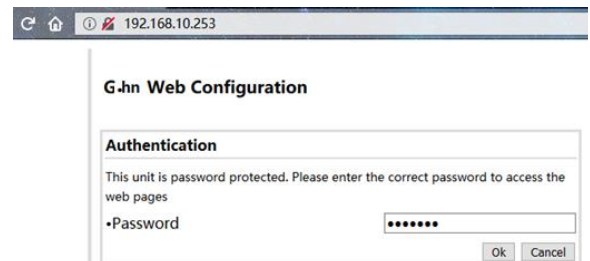 192.168.10.253
G.hn Web Configuration
Authentication
This unit is password protected. Please enter the correct password to access the
web pages
•Password •••••••
Ok Cancel